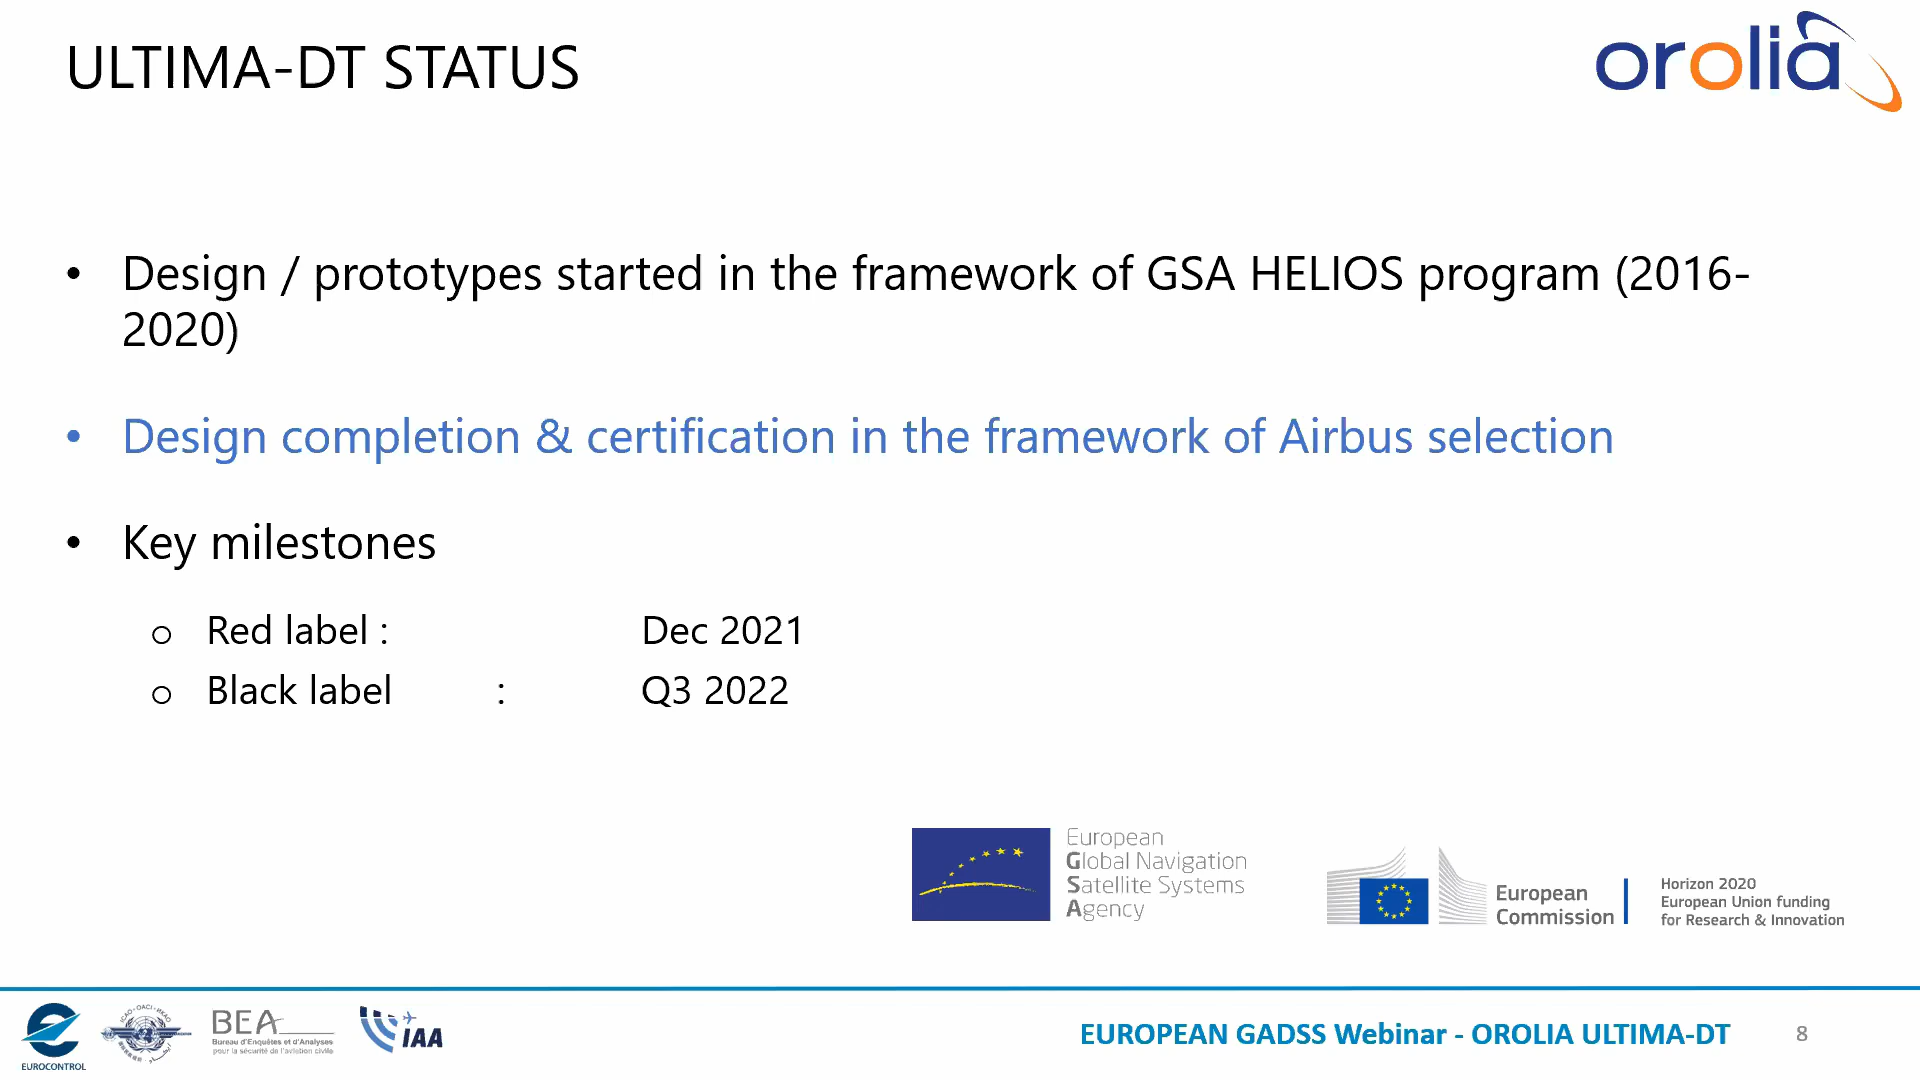 ULTIMA-DT STATUS
orolia
• Design / prototypes started in the framework of GSA HELIOS program (2016-
2020)
• Design completion & certification in the framework of Airbus selection
• Key milestones
o Red label : Dec 2021
o Black label : Q3 2022
European
Global Navigation
Satellite Systems
Agency
European
Commission
Horizon 2020
European Union funding
for Research & Innovation
EUROCONTROL
BEA
Bureau d'Enquêtes et d'Analyses
pour la sécurité de l'aviation civile
IAA
EUROPEAN GADSS Webinar - OROLIA ULTIMA-DT
8